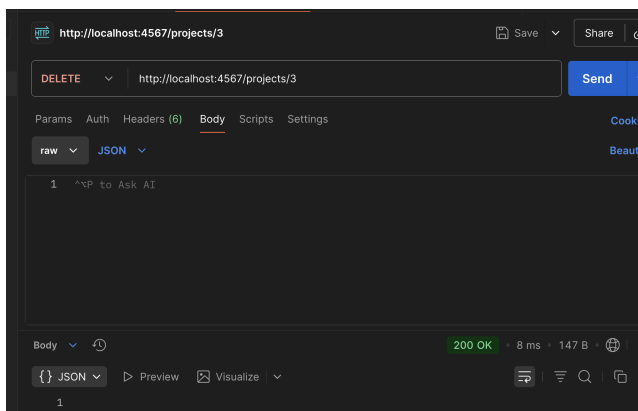 HTTP http://localhost:4567/projects/3 Save Share
DELETE http://localhost:4567/projects/3 Send
Params Auth Headers (6) Body Scripts Settings Cook
raw JSON Beaut
1 ^⌥P to Ask AI
Body 200 OK • 8 ms • 147 B •
{} JSON Preview Visualize
1